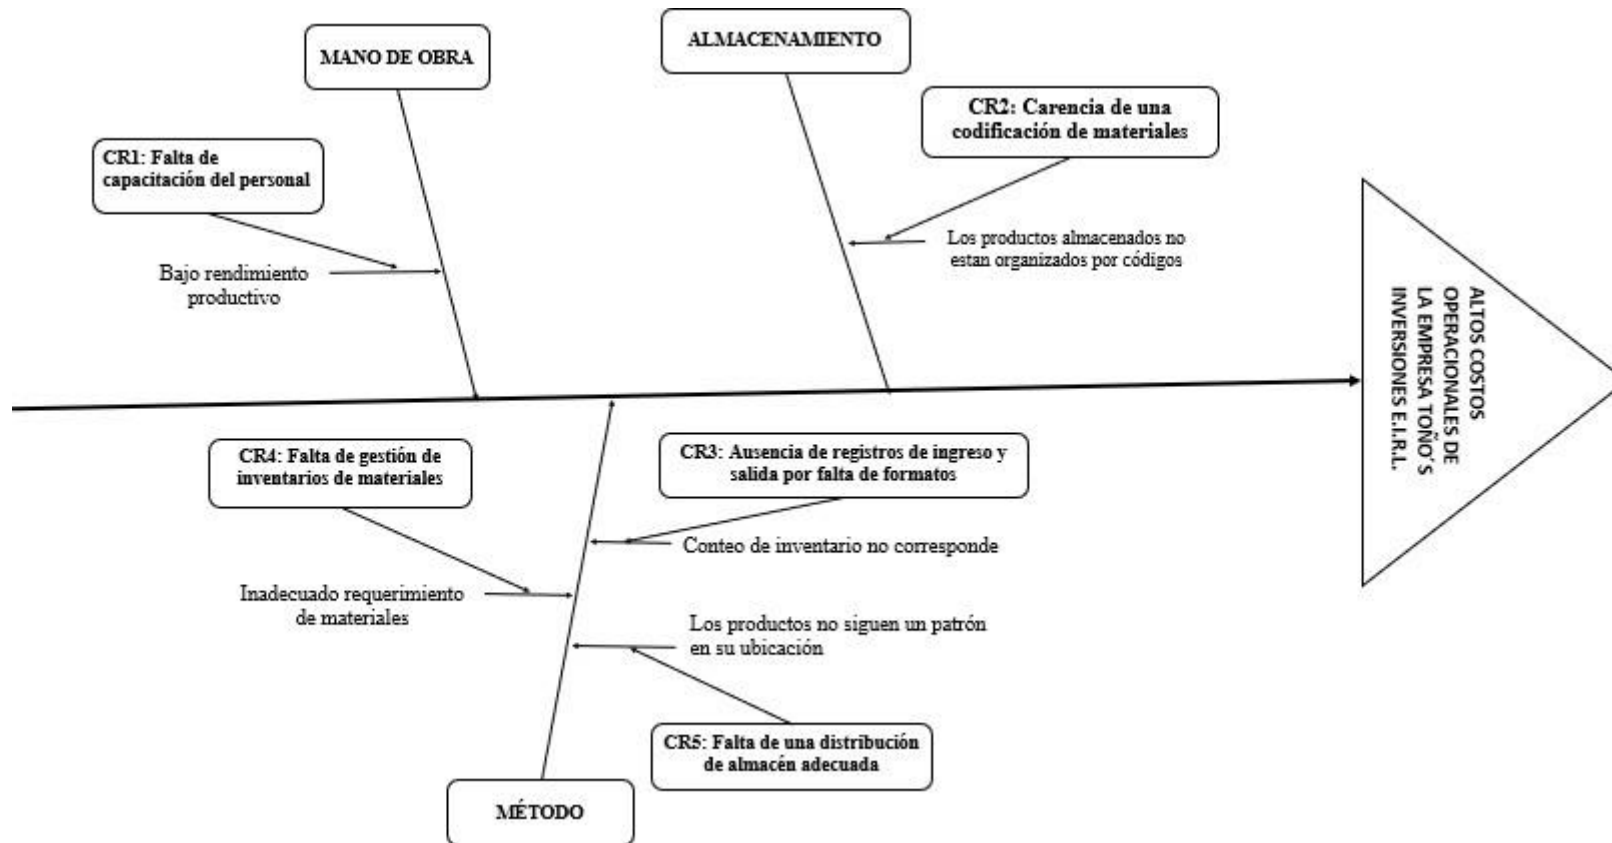 MANO DE OBRA
ALMACENAMIENTO
CR2: Carencia de una
codificación de materiales
CR1: Falta de
capacitación del personal
Los productos almacenados no
estan organizados por códigos
Bajo rendimiento
productivo
ALTOS COSTOS
OPERACIONALES DE
LA EMPRESA TOÑO´S
INVERSIONES E.I.R.L.
CR4: Falta de gestión de
inventarios de materiales
CR3: Ausencia de registros de ingreso y
salida por falta de formatos
Conteo de inventario no corresponde
Inadecuado requerimiento
de materiales
Los productos no siguen un patrón
en su ubicación
CR5: Falta de una distribución
de almacén adecuada
MÉTODO